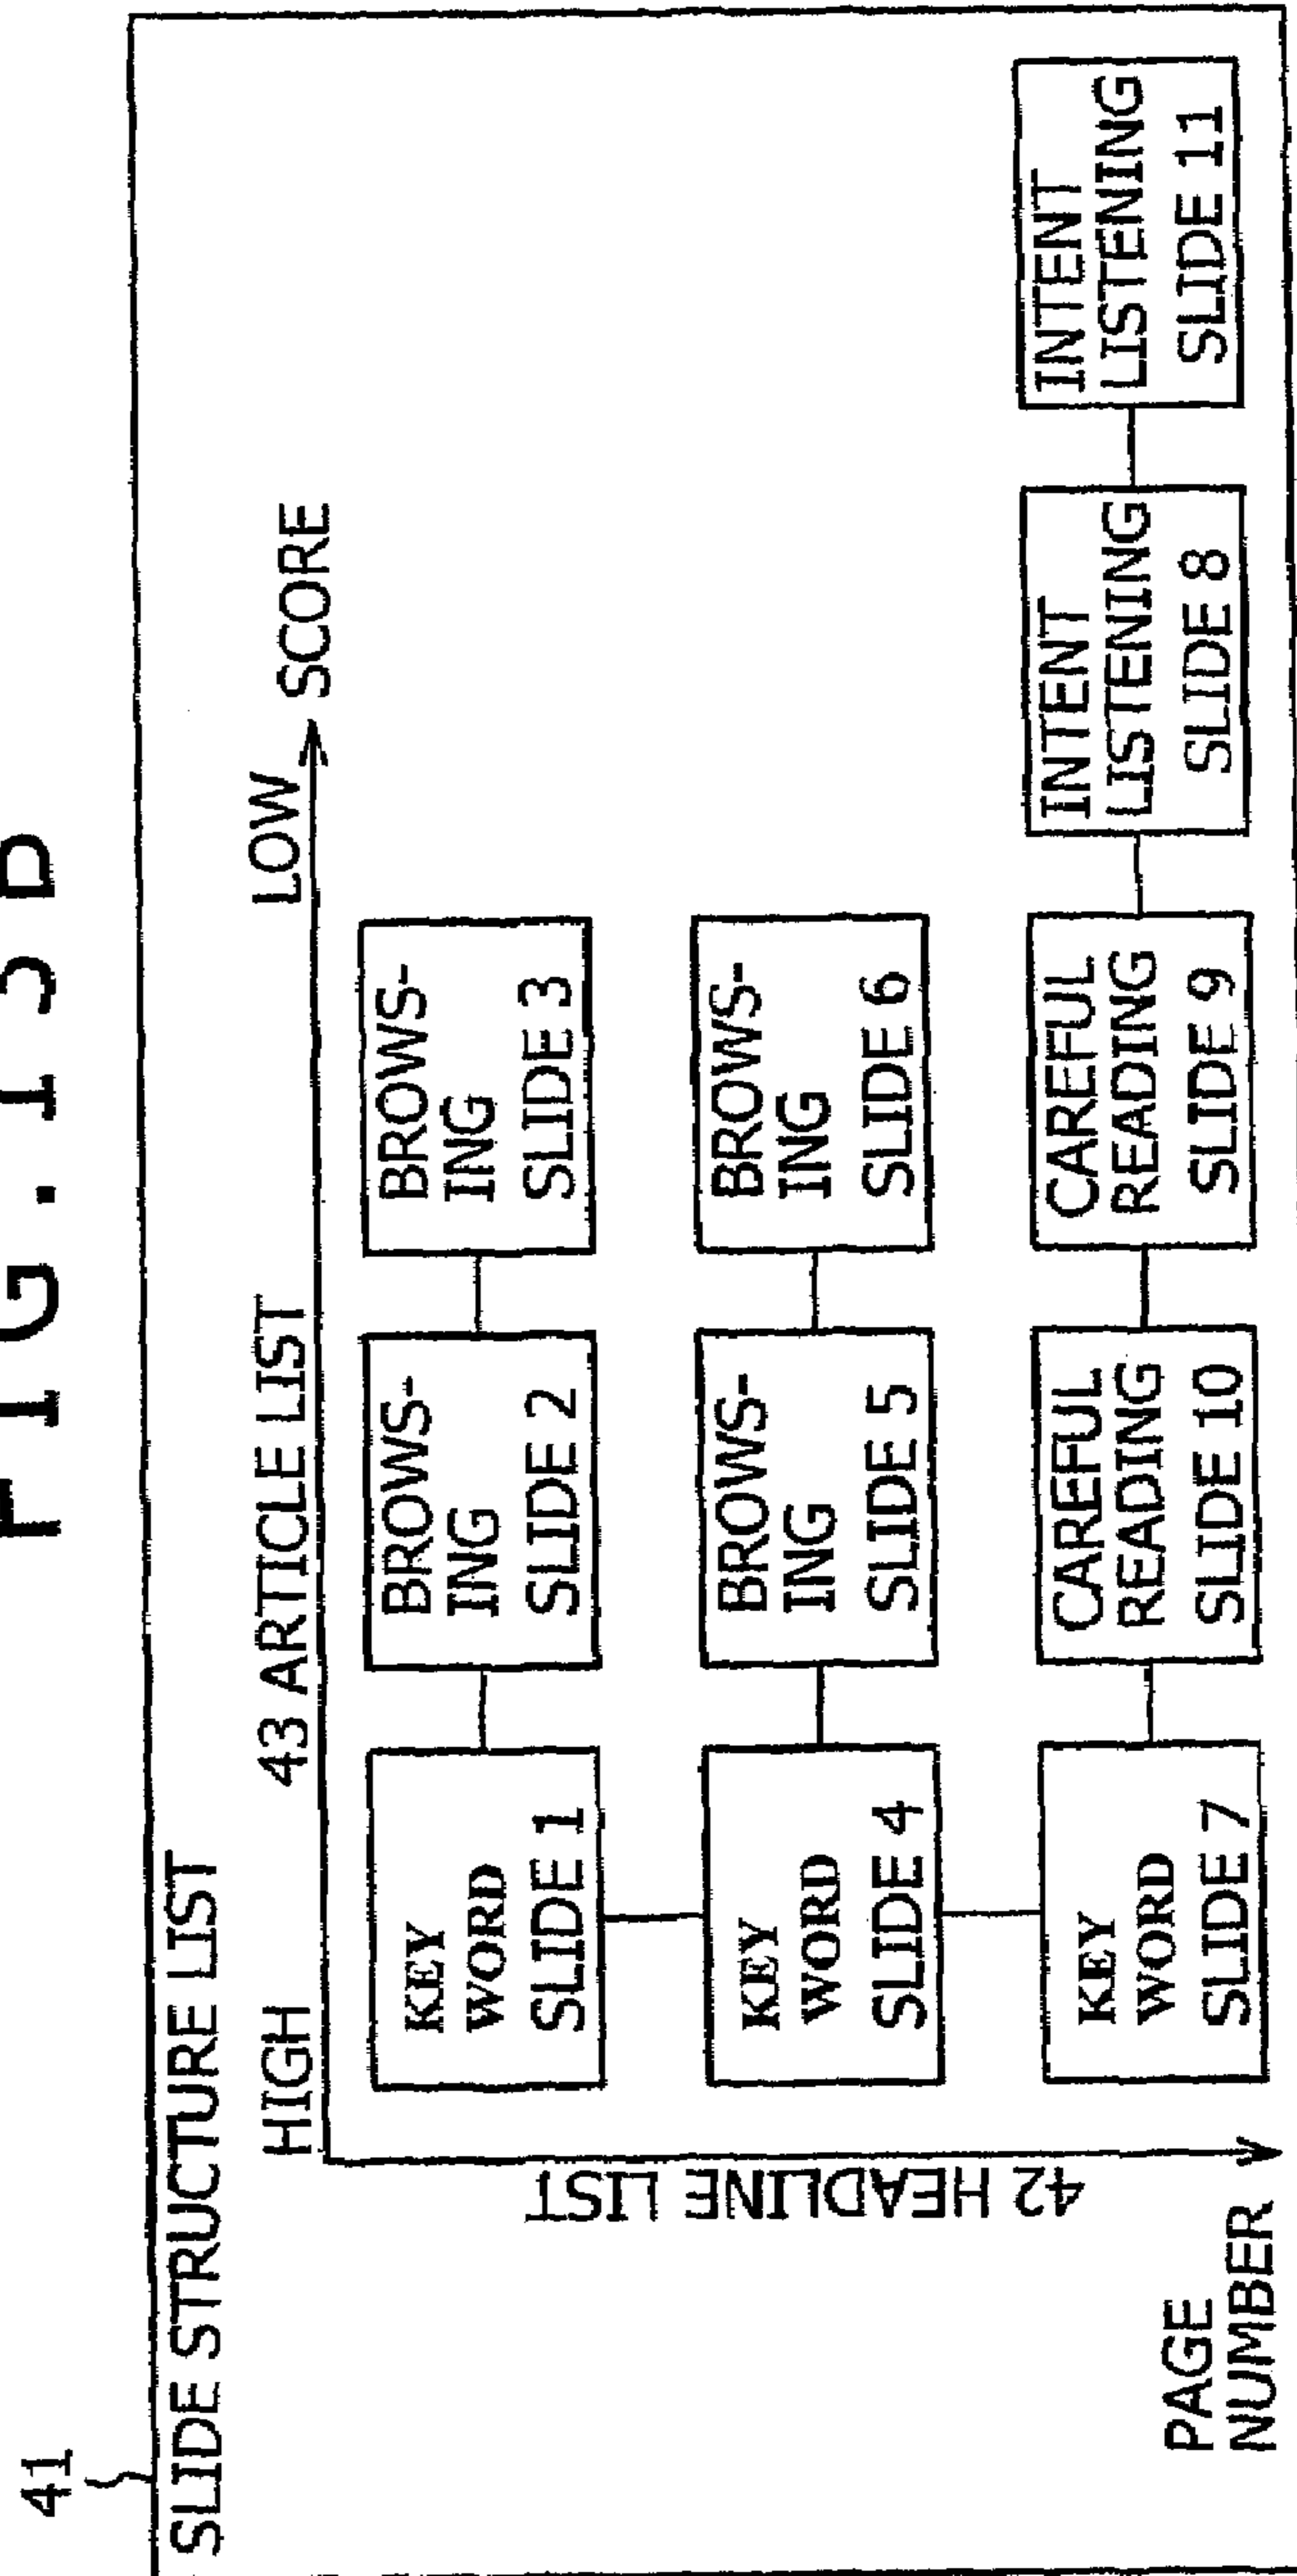 FIG.1
41
SLIDE STRUCTURE LIST
HIGH
43 ARTICLE LIST
LOW
SCORE
42 HEADLINE LIST
PAGE
NUMBER
KEY
WORD
SLIDE 1
BROWS-
ING
SLIDE 2
BROWS-
ING
SLIDE 3
KEY
WORD
SLIDE 4
BROWS-
ING
SLIDE 5
BROWS-
ING
SLIDE 6
KEY
WORD
SLIDE 7
CAREFUL
READING
SLIDE 10
CAREFUL
READING
SLIDE 9
INTENT
LISTENING
SLIDE 8
INTENT
LISTENING
SLIDE 11